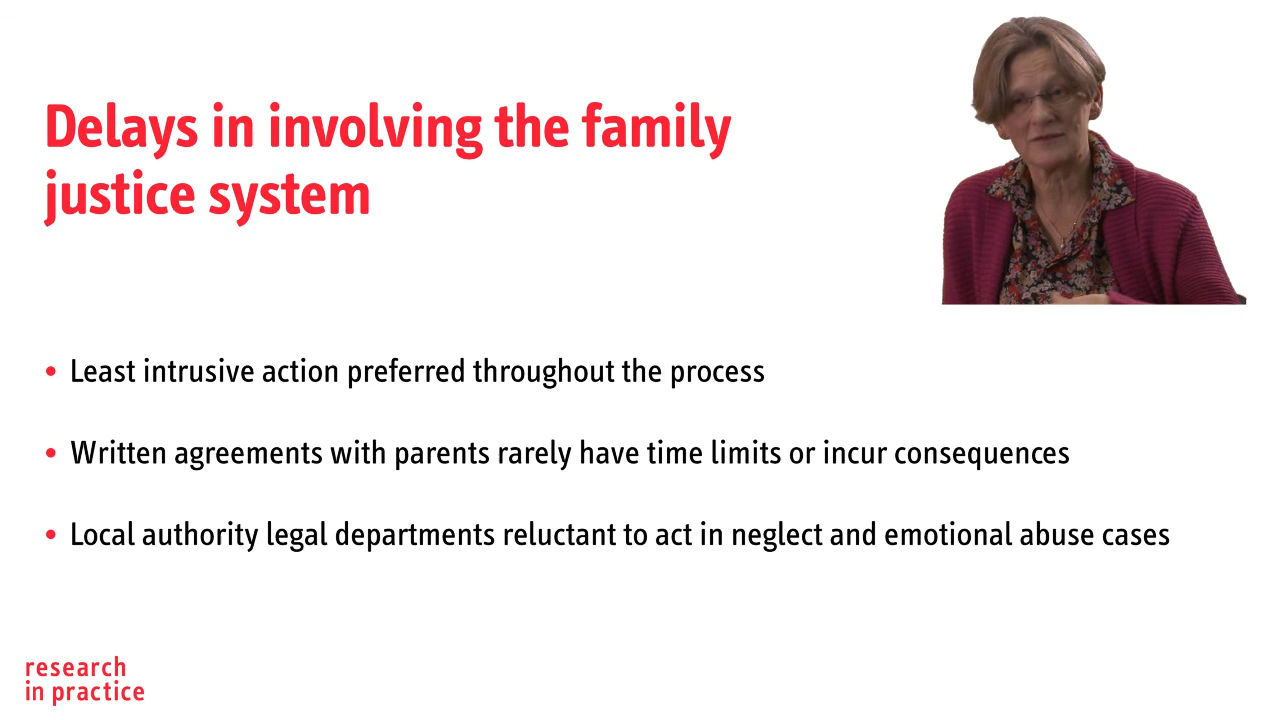 Delays in involving the family
justice system
• Least intrusive action preferred throughout the process
• Written agreements with parents rarely have time limits or incur consequences
• Local authority legal departments reluctant to act in neglect and emotional abuse cases
research
in practice